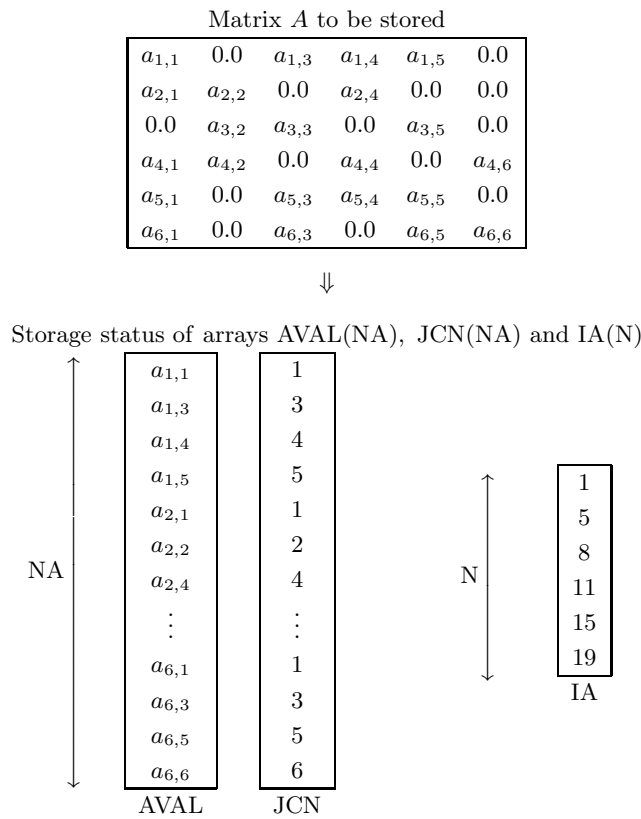 Matrix A to be stored
a1,1 0.0 a1,3 a1,4 a1,5 0.0
a2,1 a2,2 0.0 a2,4 0.0 0.0
0.0 a3,2 a3,3 0.0 a3,5 0.0
a4,1 a4,2 0.0 a4,4 0.0 a4,6
a5,1 0.0 a5,3 a5,4 a5,5 0.0
a6,1 0.0 a6,3 0.0 a6,5 a6,6
⇓
Storage status of arrays AVAL(NA), JCN(NA) and IA(N)
NA
a1,1 1
a1,3 3
a1,4 4
a1,5 5
a2,1 1
a2,2 2
a2,4 4
⋮ ⋮
a6,1 1
a6,3 3
a6,5 5
a6,6 6
AVAL JCN
N
1
5
8
11
15
19
IA